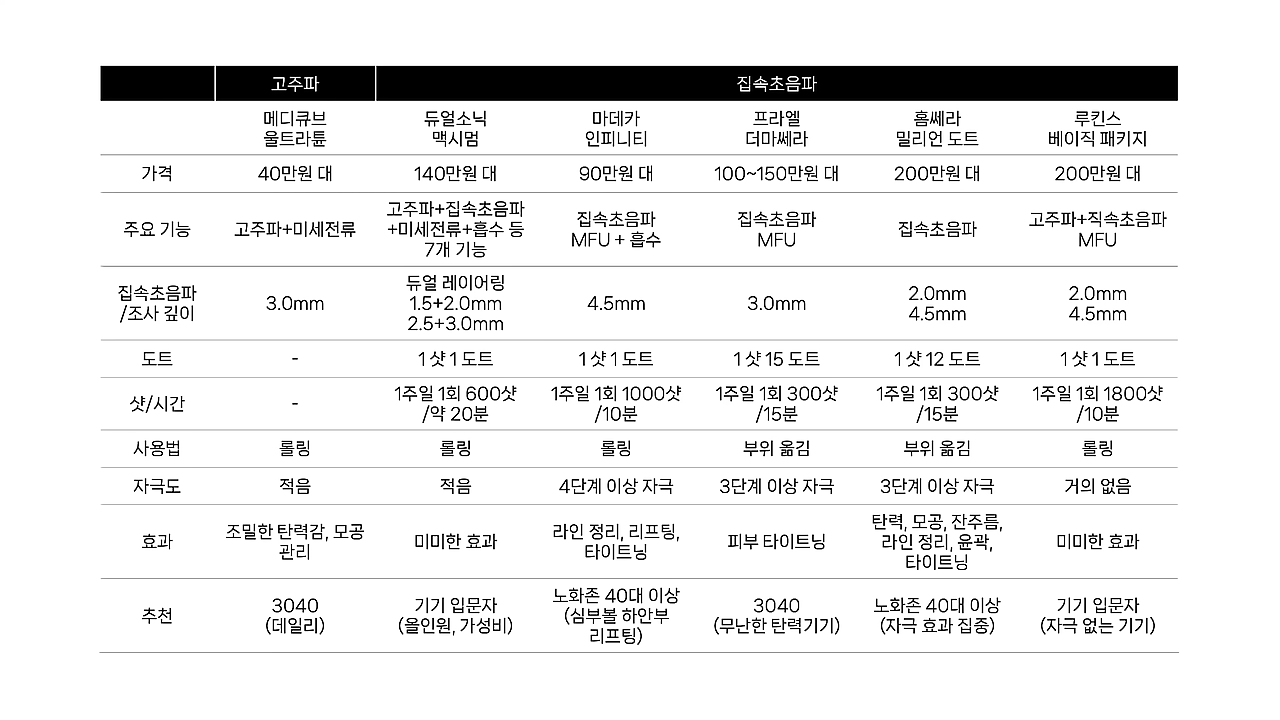 고주파 집속초음파
메디큐브 듀얼소닉 마데카 프라엘 홈쎄라 루킨스
울트라튠 맥시멈 인피니티 더마쎄라 밀리언 도트 베이직 패키지
가격 40만원 대 140만원 대 90만원 대 100~150만원 대 200만원 대 200만원 대
주요 기능 고주파+미세전류 고주파+집속초음파 집속초음파 집속초음파 집속초음파 고주파+직속초음파
+미세전류+흡수 등 MFU + 흡수 MFU MFU
7개 기능
집속초음파 3.0mm 듀얼 레이어링 4.5mm 3.0mm 2.0mm 2.0mm
/조사 깊이 1.5+2.0mm 4.5mm 4.5mm
2.5+3.0mm
도트 - 1샷 1도트 1샷 1도트 1샷 15 도트 1샷 12 도트 1샷 1도트
샷/시간 - 1주일 1회 600샷 1주일 1회 1000샷 1주일 1회 300샷 1주일 1회 300샷 1주일 1회 1800샷
/약 20분 /10분 /15분 /15분 /10분
사용법 롤링 롤링 롤링 부위 옮김 부위 옮김 롤링
자극도 적음 적음 4단계 이상 자극 3단계 이상 자극 3단계 이상 자극 거의 없음
효과 조밀한 탄력감, 모공 미미한 효과 라인 정리, 리프팅, 피부 타이트닝 탄력, 모공, 잔주름, 미미한 효과
관리 타이트닝 라인 정리, 윤곽,
타이트닝
추천 3040 기기 입문자 노화존 40대 이상 3040 노화존 40대 이상 기기 입문자
(데일리) (올인원, 가성비) (심부볼 하안부 (무난한 탄력기기) (자극 효과 집중) (자극 없는 기기)
리프팅)